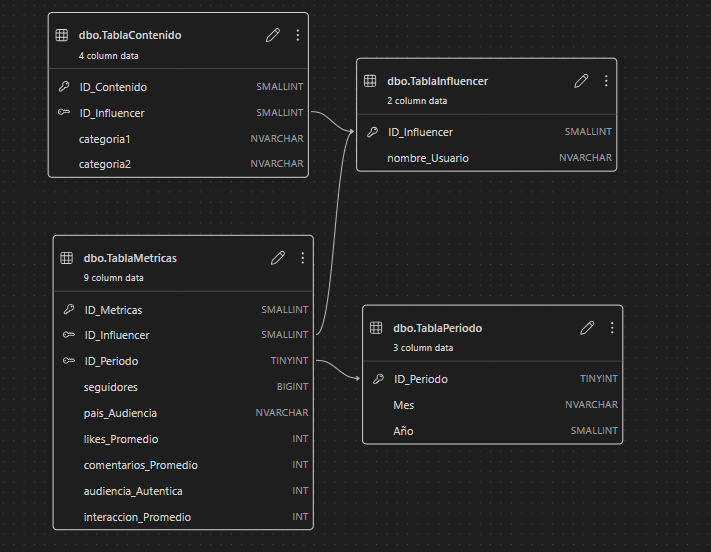 dbo.TablaContenido
4 column data
ID_Contenido SMALLINT
ID_Influencer SMALLINT
categoria1 NVARCHAR
categoria2 NVARCHAR
dbo.TablaInfluencer
2 column data
ID_Influencer SMALLINT
nombre_Usuario NVARCHAR
dbo.TablaMetricas
9 column data
ID_Metricas SMALLINT
ID_Influencer SMALLINT
ID_Periodo TINYINT
seguidores BIGINT
pais_Audiencia NVARCHAR
likes_Promedio INT
comentarios_Promedio INT
audiencia_Autentica INT
interaccion_Promedio INT
dbo.TablaPeriodo
3 column data
ID_Periodo TINYINT
Mes NVARCHAR
Año SMALLINT